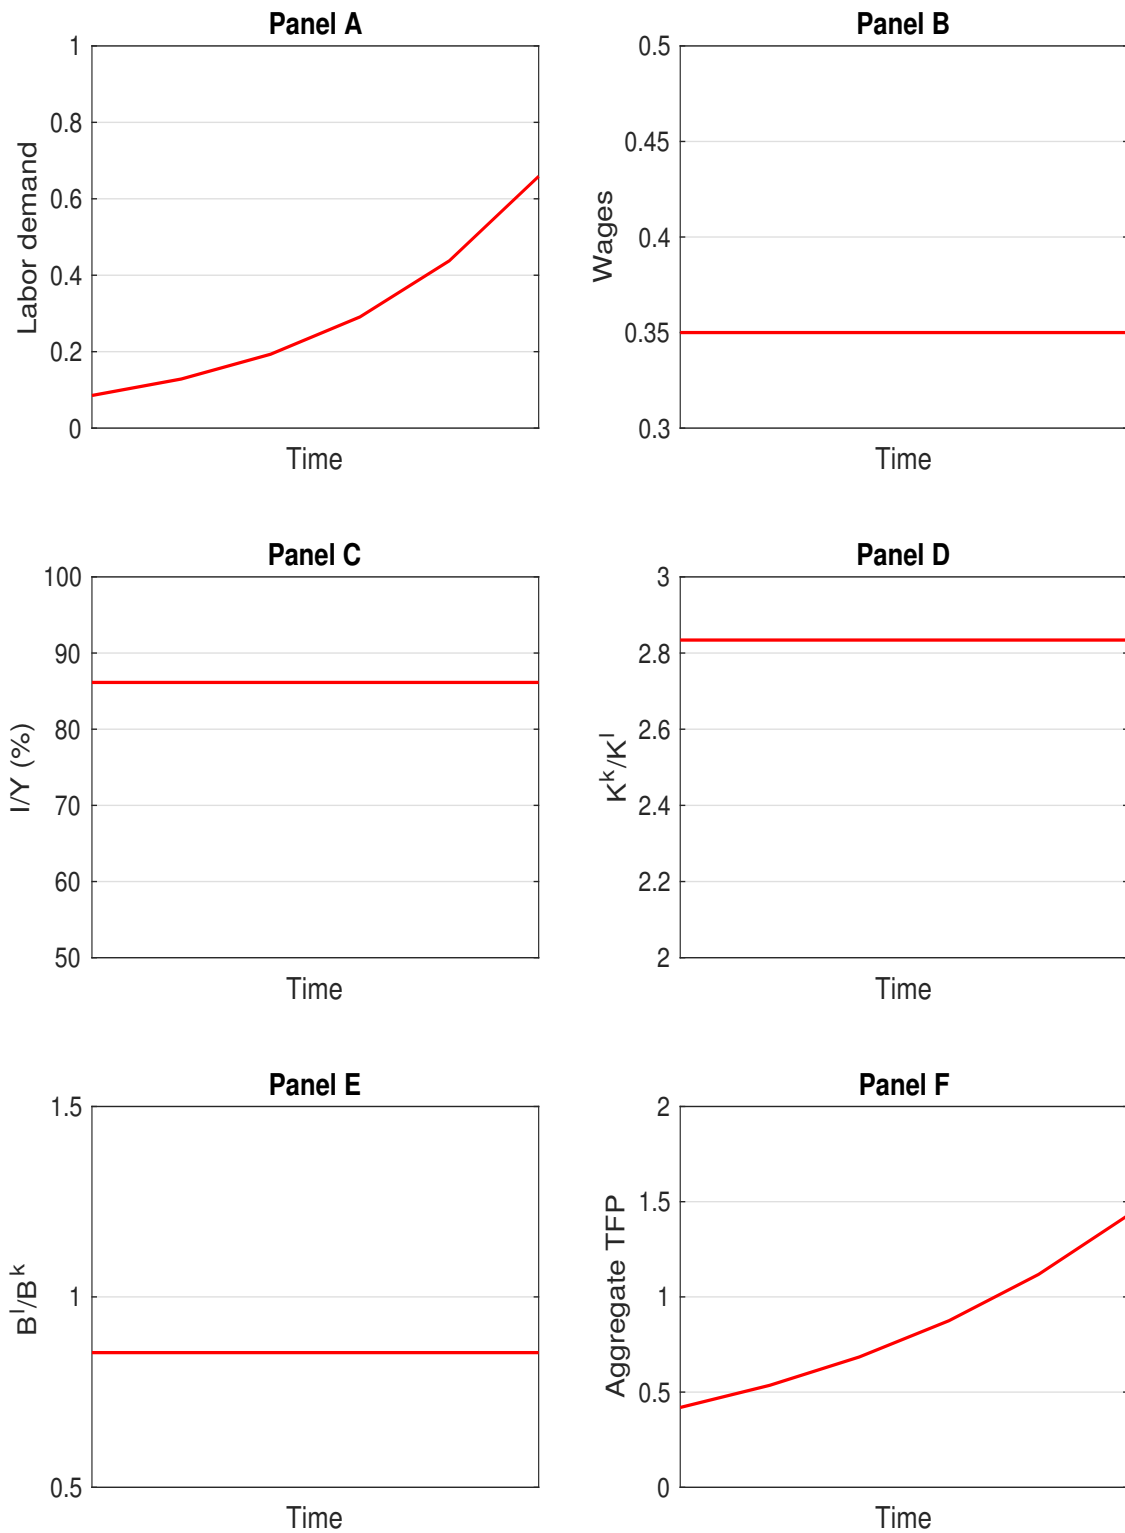 Panel A
1
0.8
0.6
0.4
0.2
0
Labor demand
Time
Panel B
0.5
0.45
0.4
0.35
0.3
Wages
Time
Panel C
100
90
80
70
60
50
I/Y (%)
Time
Panel D
3
2.8
2.6
2.4
2.2
2
K^k/K^l
Time
Panel E
1.5
1
0.5
B^l/B^k
Time
Panel F
2
1.5
1
0.5
0
Aggregate TFP
Time